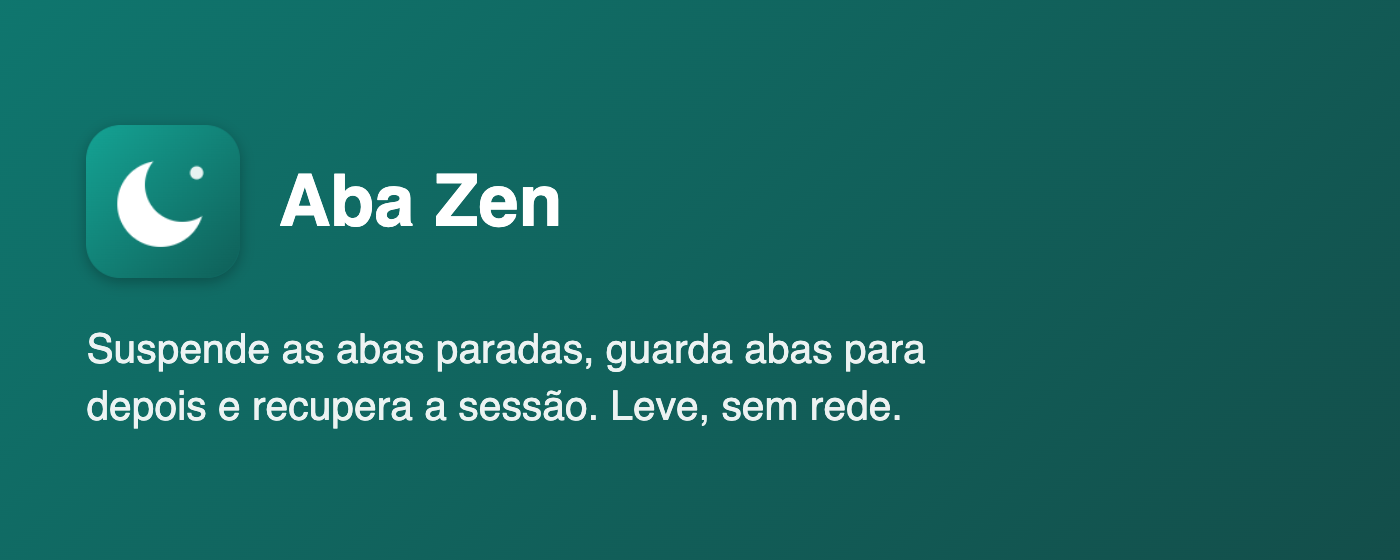 Aba Zen
Suspende as abas paradas, guarda abas para
depois e recupera a sessão. Leve, sem rede.